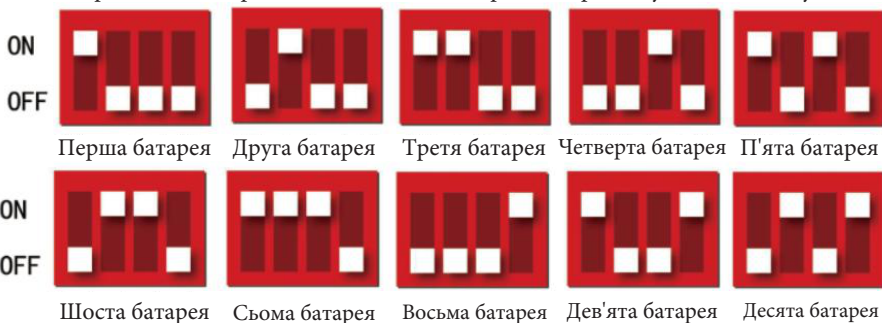 ON
OFF
Перша батарея Друга батарея Третя батарея Четверта батарея П'ята батарея
ON
OFF
Шоста батарея Сьома батарея Восьма батарея Дев'ята батарея Десята батарея